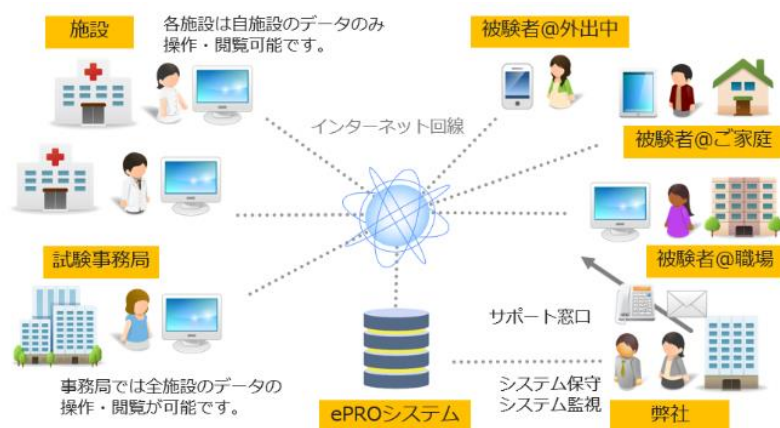 施設
各施設は自施設のデータのみ
操作・閲覧可能です。
被験者@外出中
インターネット回線
被験者@ご家庭
試験事務局
被験者@職場
サポート窓口
事務局では全施設のデータの
操作・閲覧が可能です。
ePROシステム
システム保守
システム監視
弊社